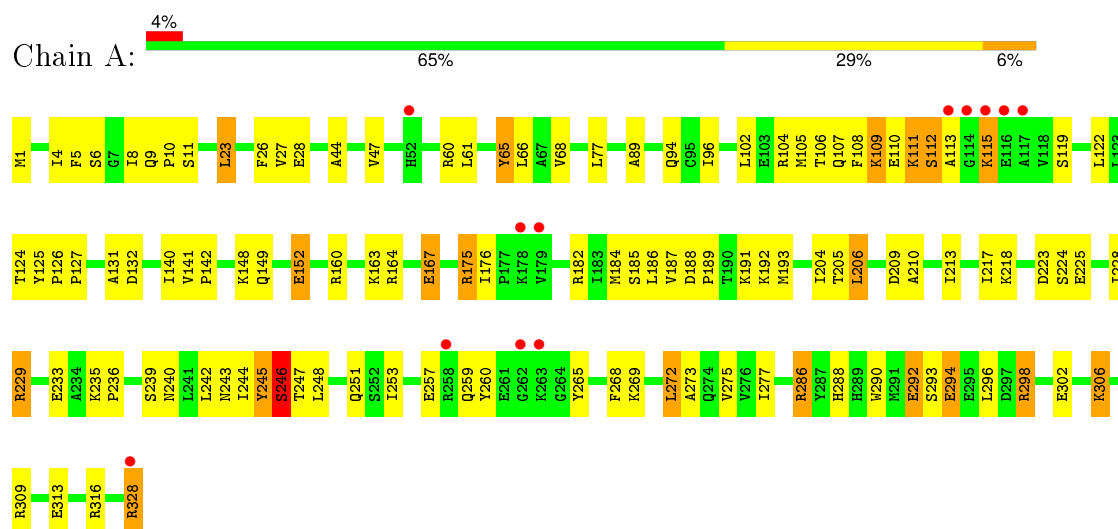 4%
Chain A:
65% 29% 6%
M1 I4 F5 S6 G7 I8 Q9 P10 S11 L23 F26 V27 E28 A44 V47 H52 R60 L61 Y65 L66 A67 V68 L77 A89 Q94 C95 I96 L102 E103 R104 M105 T106 Q107 F108 K109 E110 K111 S112 A113 G114 K115 E116 A117 V118 S119 L122 L123
T124 Y125 P126 P127 A131 D132 I140 V141 P142 K148 Q149 E152 R160 K163 R164 E167 R175 I176 P177 K178 V179 R182 I183 M184 S185 L186 V187 D188 P189 T190 K191 K192 M193 I204 T205 L206 D209 A210 I213 I217 K218 D223 S224 E225 I228
R229 E233 A234 K235 P236 S239 N240 L241 L242 N243 I244 Y245 S246 T247 L248 Q251 S252 I253 E257 R258 Q259 Y260 E261 G262 K263 G264 Y265 F268 K269 L272 A273 Q274 V275 V276 I277 R286 Y287 H288 H289 W290 M291 E292 S293 E294 E295 L296 D297 R298 E302 K306
R309 E313 R316 R328